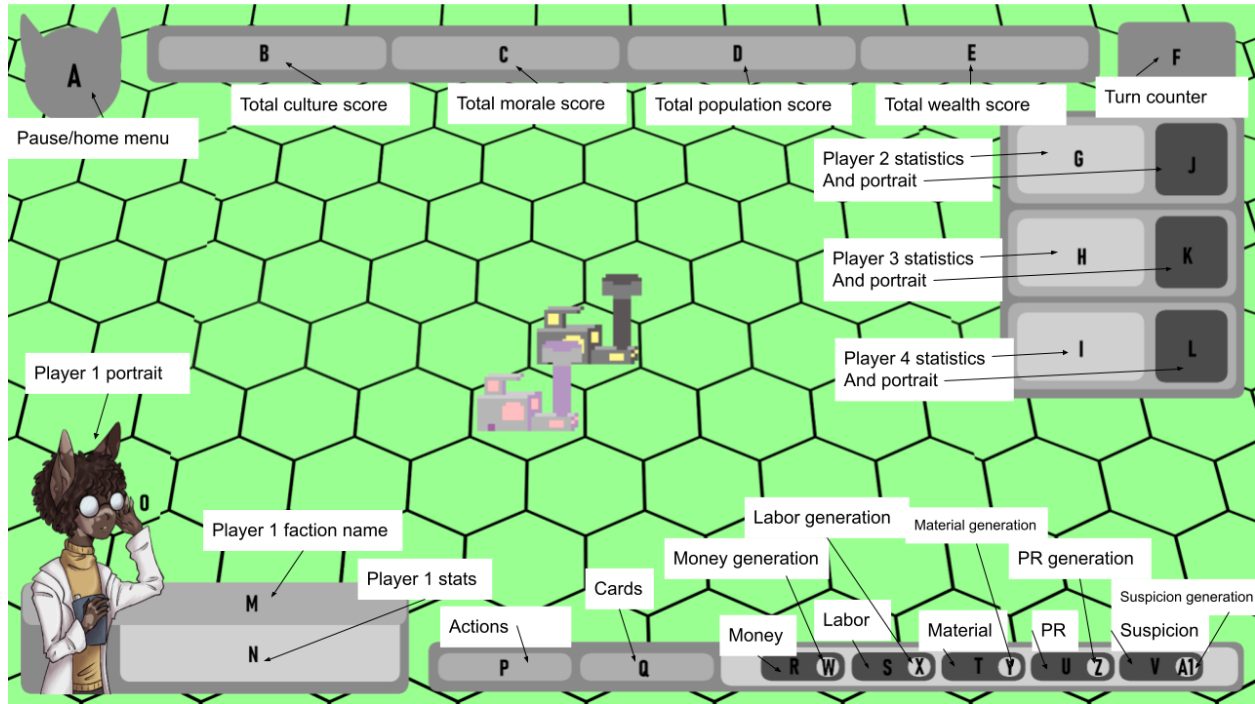 A
B
C
D
E
F
Total culture score
Total morale score
Total population score
Total wealth score
Turn counter
Pause/home menu
Player 2 statistics
And portrait
G
J
Player 3 statistics
And portrait
H
K
Player 4 statistics
And portrait
I
L
Player 1 portrait
O
Player 1 faction name
Player 1 stats
M
N
Labor generation
Material generation
Money generation
PR generation
Cards
Suspicion generation
Actions
Money
Labor
Material
PR
Suspicion
P
Q
R
W
S
X
T
Y
U
Z
V
A1